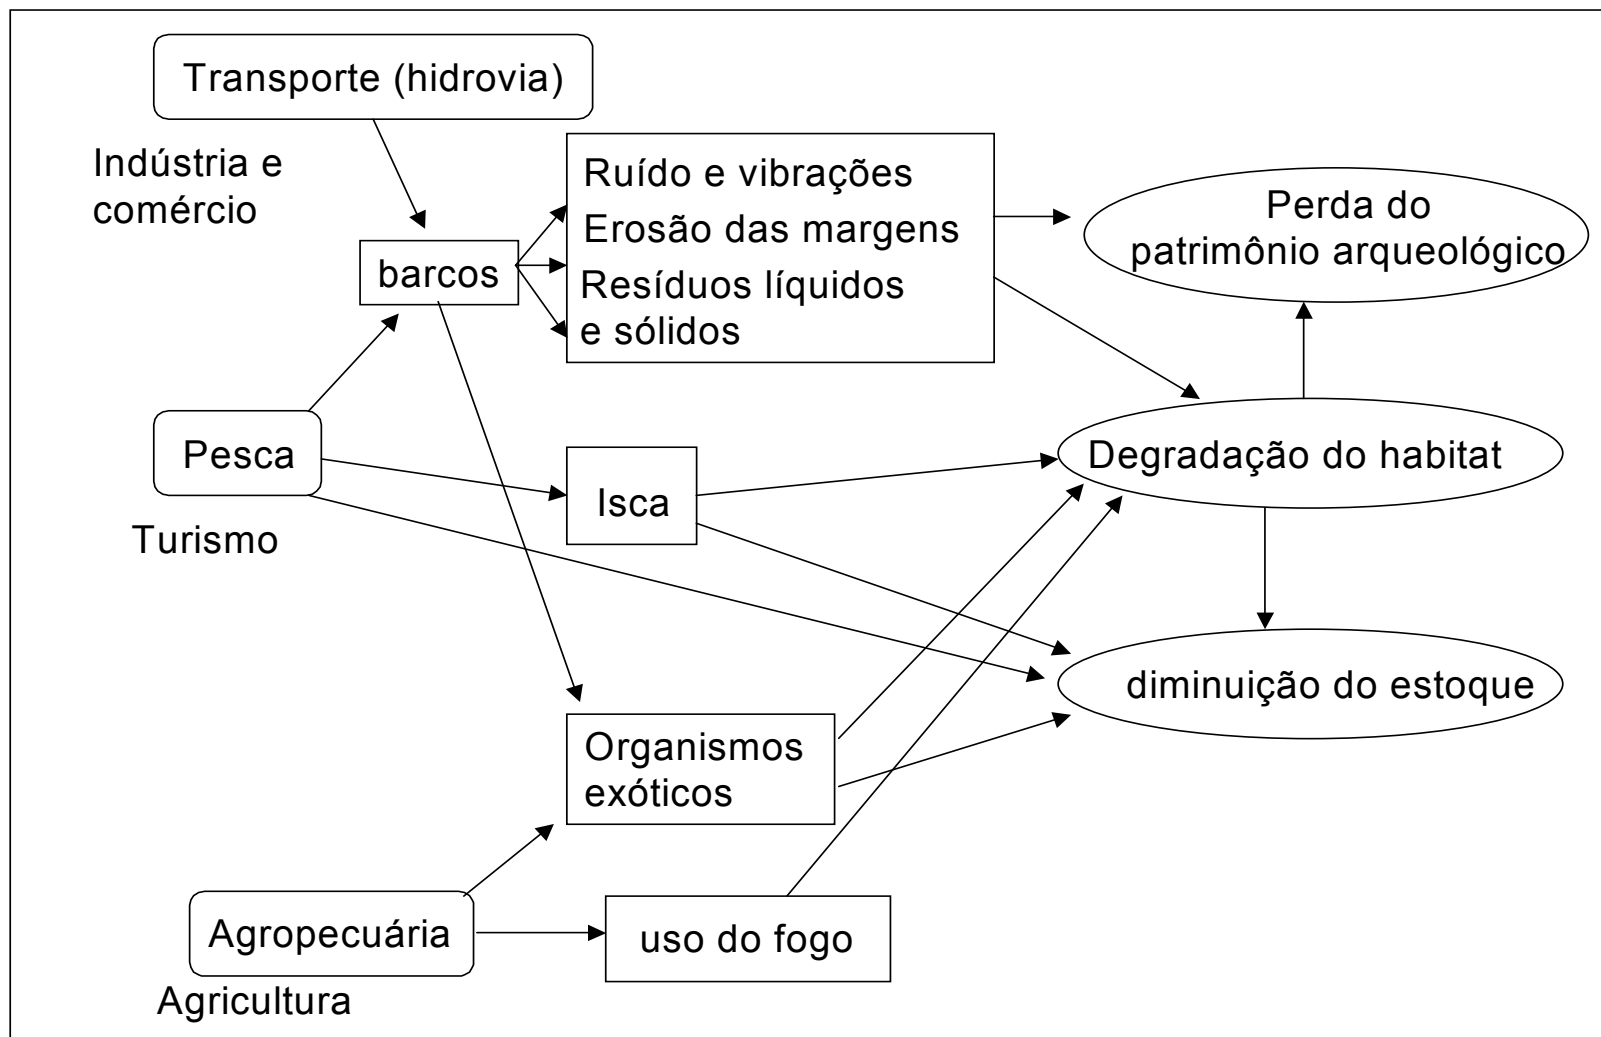 Transporte (hidrovia)
Indústria e
comércio
barcos
Ruído e vibrações
Erosão das margens
Resíduos líquidos
e sólidos
Perda do
patrimônio arqueológico
Pesca
Turismo
Isca
Degradação do habitat
diminuição do estoque
Organismos
exóticos
Agropecuária
Agricultura
uso do fogo